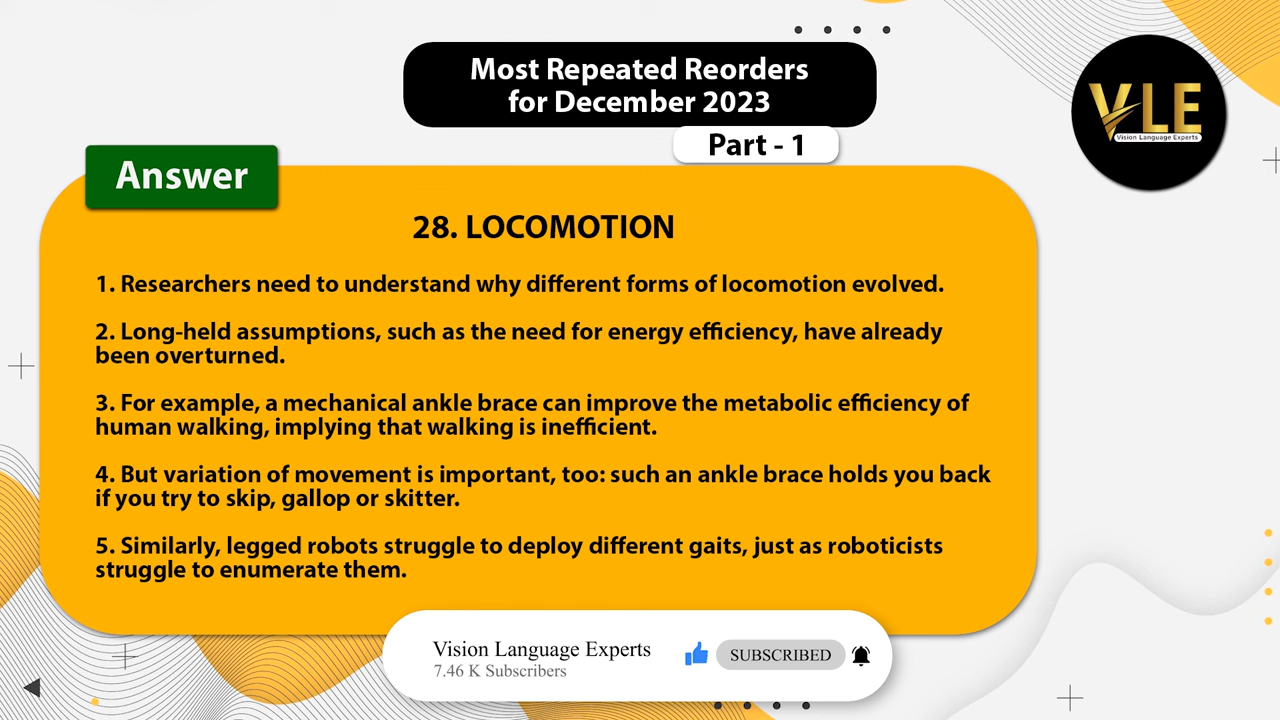 Most Repeated Reorders
for December 2023
Part - 1
VLE
Vision Language Experts
Answer
28. LOCOMOTION
1. Researchers need to understand why different forms of locomotion evolved.
2. Long-held assumptions, such as the need for energy efficiency, have already
been overturned.
3. For example, a mechanical ankle brace can improve the metabolic efficiency of
human walking, implying that walking is inefficient.
4. But variation of movement is important, too: such an ankle brace holds you back
if you try to skip, gallop or skitter.
5. Similarly, legged robots struggle to deploy different gaits, just as roboticists
struggle to enumerate them.
Vision Language Experts
7.46 K Subscribers
SUBSCRIBED